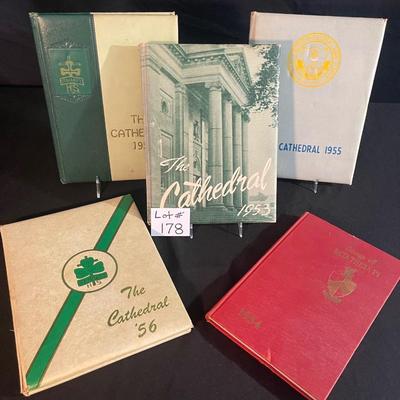 The
CATHEDRAL
The
Cathedral
1953
CATHEDRAL 1955
Lot #
178
The
Cathedral
'56
1954